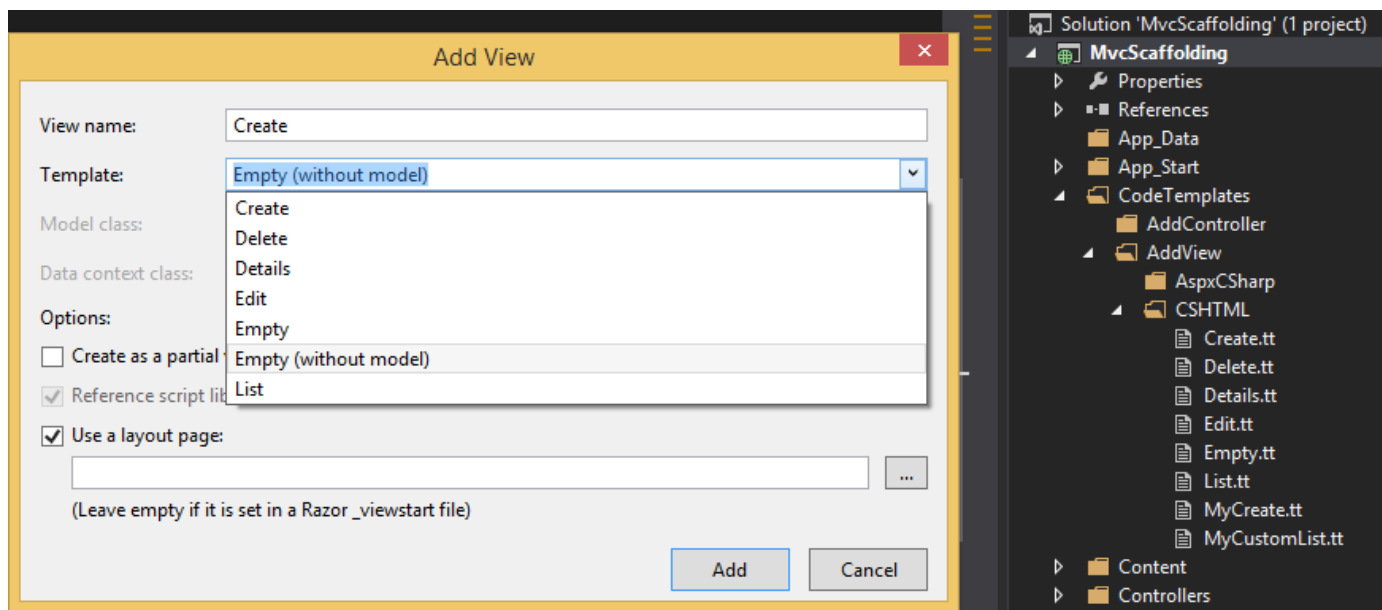 Add View
View name:
Create
Template:
Empty (without model)
Create
Delete
Details
Edit
Empty
Empty (without model)
List
Model class:
Data context class:
Options:
Create as a partial
Reference script lib
Use a layout page:
...
(Leave empty if it is set in a Razor _viewstart file)
Add
Cancel
Solution 'MvcScaffolding' (1 project)
MvcScaffolding
Properties
References
App_Data
App_Start
CodeTemplates
AddController
AddView
AspxCSharp
CSHTML
Create.tt
Delete.tt
Details.tt
Edit.tt
Empty.tt
List.tt
MyCreate.tt
MyCustomList.tt
Content
Controllers